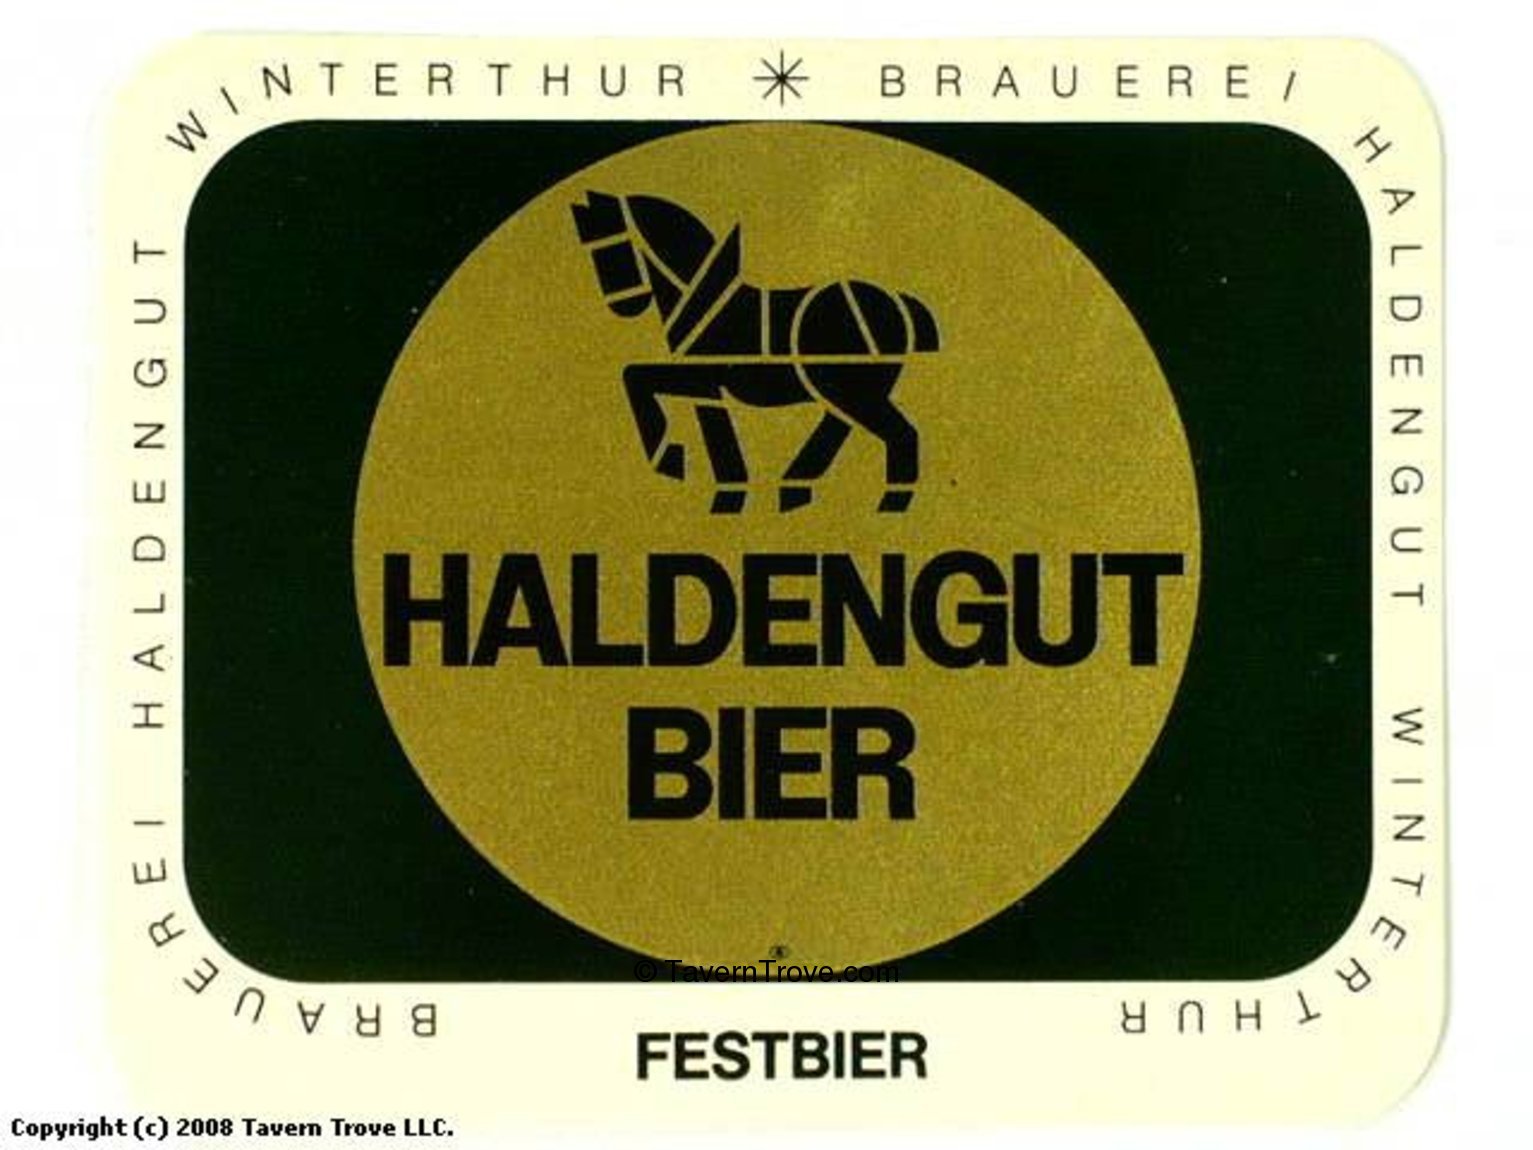 BRAUEREI HALDENGUT WINTERTHUR * BRAUEREI HALDENGUT WINTERTHUR
HALDENGUT
BIER
© TavernTrove.com
FESTBIER
Copyright (c) 2008 Tavern Trove LLC.